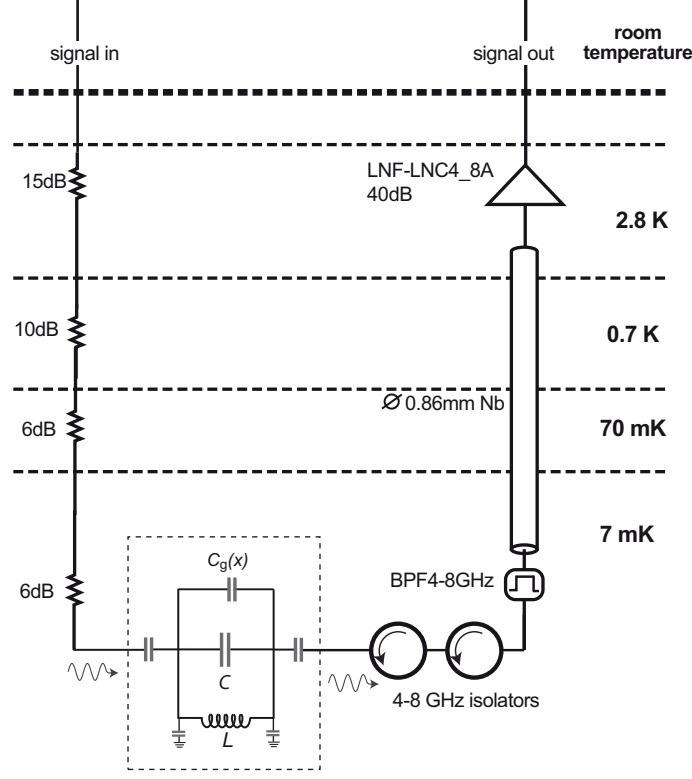 signal in
signal out
room
temperature
15dB
LNF-LNC4_8A
40dB
2.8 K
10dB
0.7 K
Ø 0.86mm Nb
6dB
70 mK
7 mK
Cg(x)
BPF4-8GHz
6dB
C
4-8 GHz isolators
L